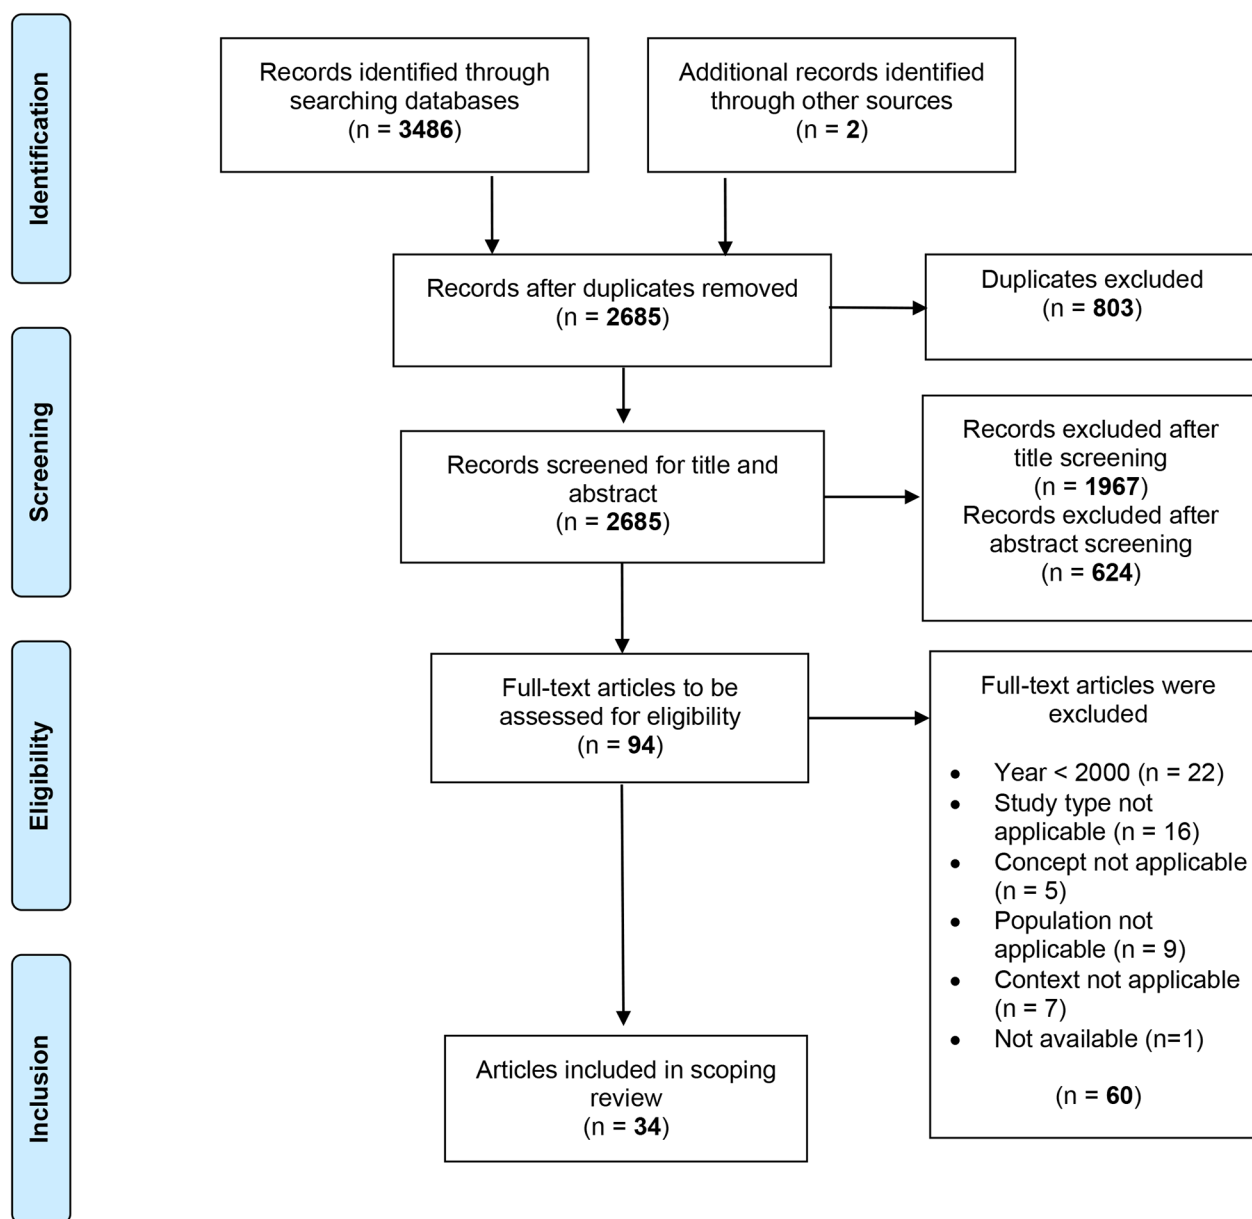 Identification
Records identified through
searching databases
(n = 3486)
Additional records identified
through other sources
(n = 2)
Records after duplicates removed
(n = 2685)
Duplicates excluded
(n = 803)
Screening
Records screened for title and
abstract
(n = 2685)
Records excluded after
title screening
(n = 1967)
Records excluded after
abstract screening
(n = 624)
Eligibility
Full-text articles to be
assessed for eligibility
(n = 94)
Full-text articles were
excluded
• Year < 2000 (n = 22)
• Study type not
applicable (n = 16)
• Concept not applicable
(n = 5)
• Population not
applicable (n = 9)
• Context not applicable
(n = 7)
• Not available (n=1)
(n = 60)
Inclusion
Articles included in scoping
review
(n = 34)